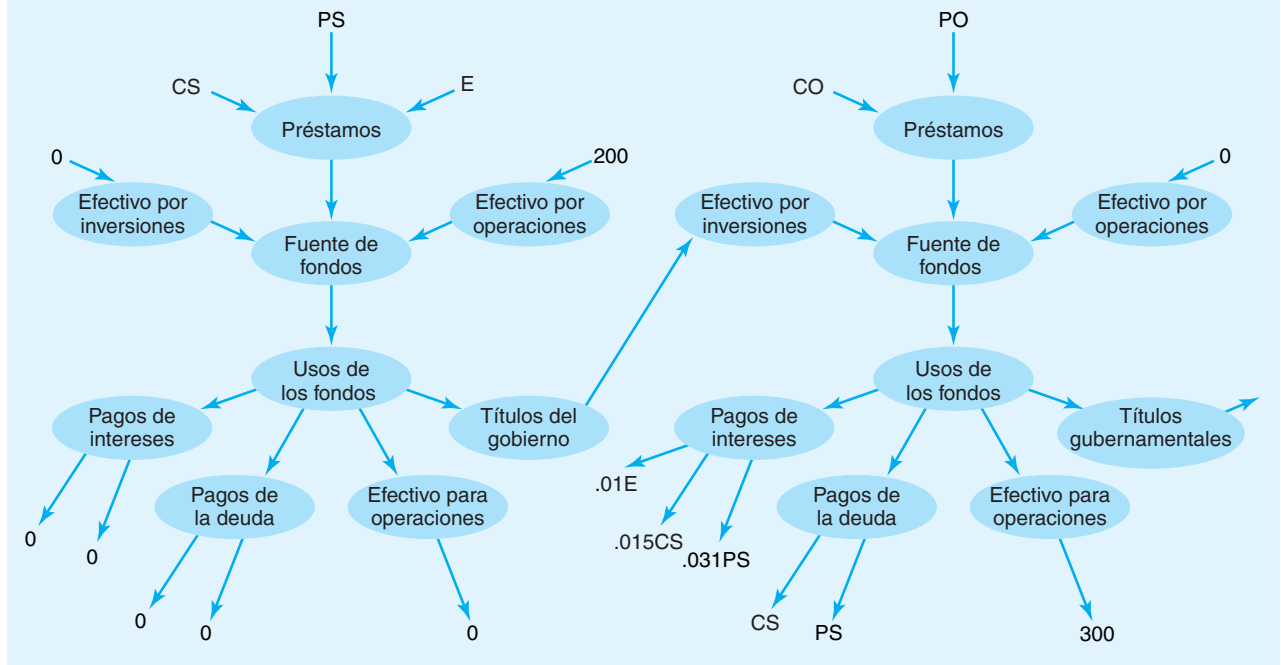 PS
CS
E
Préstamos
0
200
Efectivo por
inversiones
Efectivo por
operaciones
Fuente de
fondos
Usos de
los fondos
Pagos de
intereses
Títulos del
gobierno
Pagos de
la deuda
Efectivo para
operaciones
0
0
0
0
0
PO
CO
Préstamos
0
Efectivo por
inversiones
Efectivo por
operaciones
Fuente de
fondos
Usos de
los fondos
Pagos de
intereses
Títulos
gubernamentales
.01E
Pagos de
la deuda
Efectivo para
operaciones
.015CS
.031PS
CS
PS
300